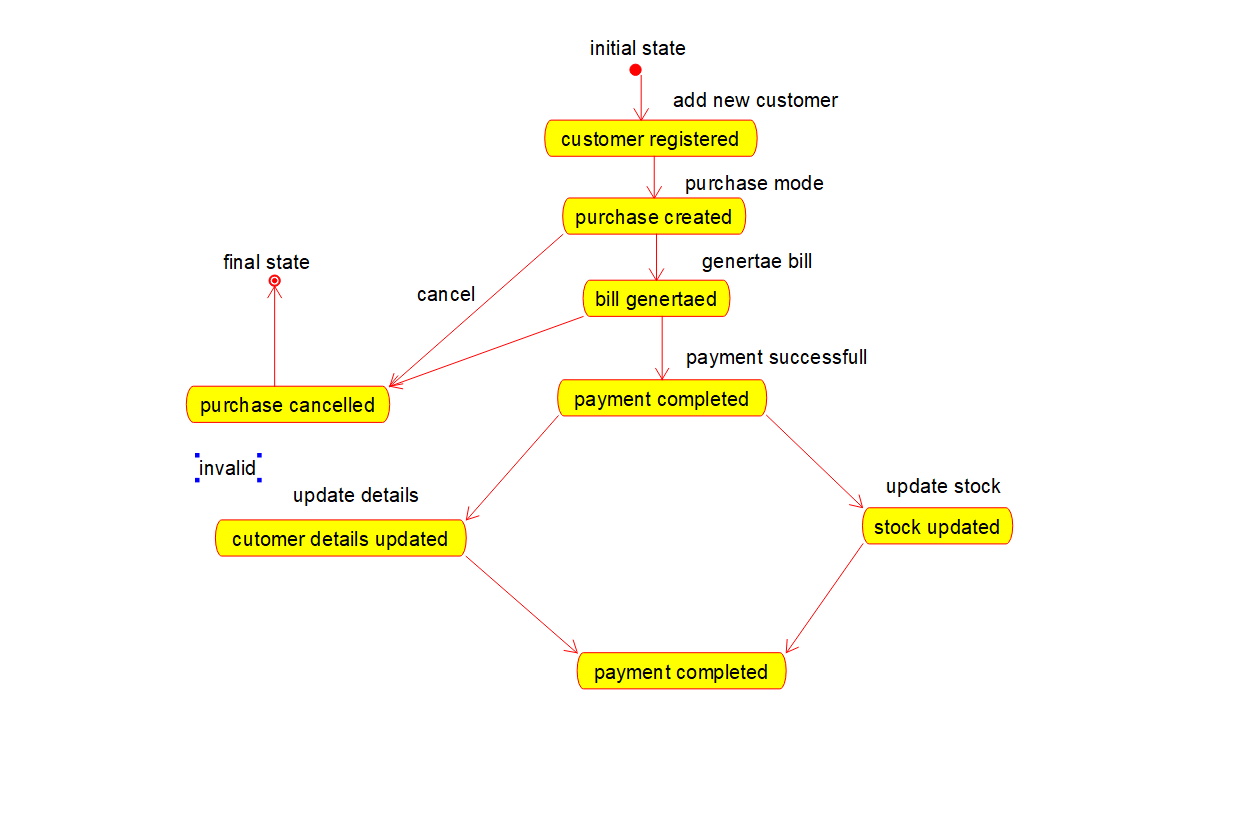 initial state
add new customer
customer registered
purchase mode
purchase created
final state
genertae bill
cancel
bill genertaed
payment successfull
purchase cancelled
payment completed
invalid
update details
update stock
cutomer details updated
stock updated
payment completed